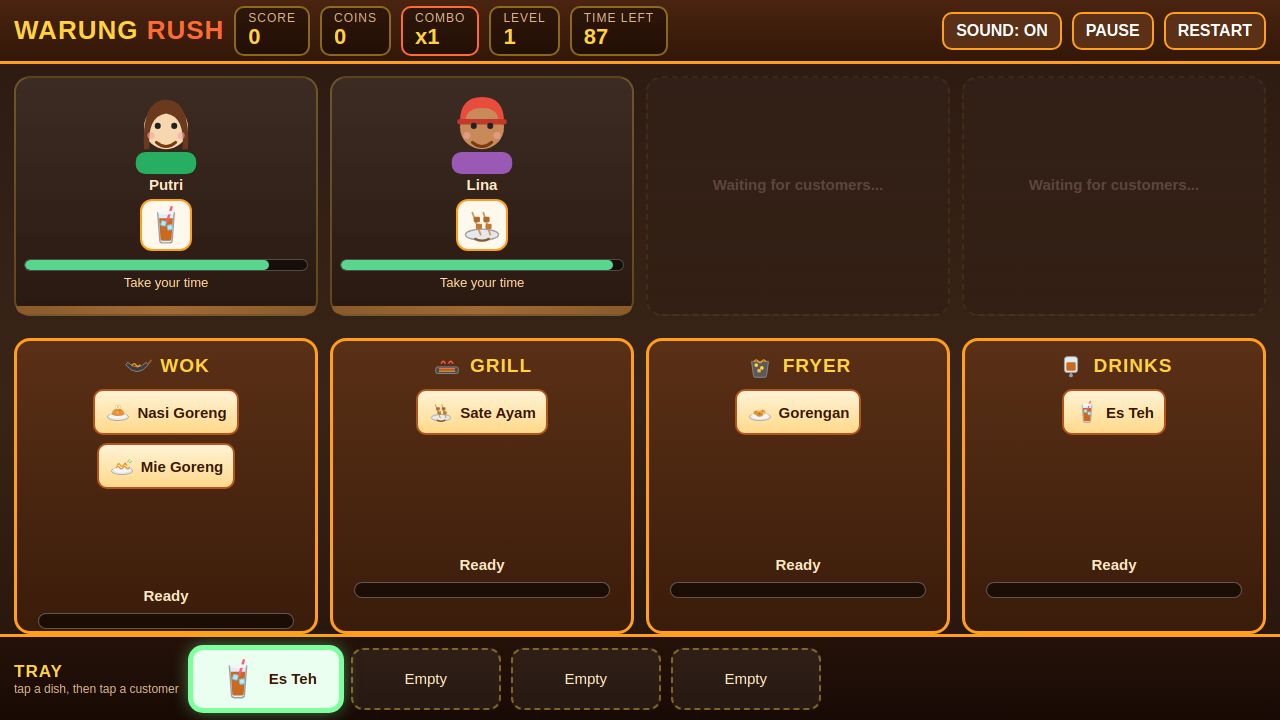 WARUNG RUSH
SCORE
0
COINS
0
COMBO
x1
LEVEL
1
TIME LEFT
87
SOUND: ON
PAUSE
RESTART
Putri
Take your time
Lina
Take your time
Waiting for customers...
Waiting for customers...
WOK
Nasi Goreng
Mie Goreng
Ready
GRILL
Sate Ayam
Ready
FRYER
Gorengan
Ready
DRINKS
Es Teh
Ready
TRAY
tap a dish, then tap a customer
Es Teh
Empty
Empty
Empty